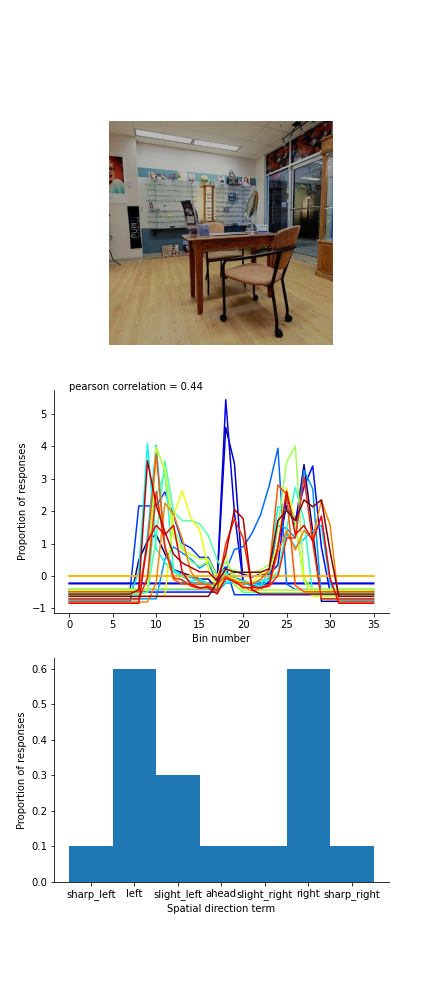 pearson correlation = 0.44
Proportion of responses
5
4
3
2
1
0
−1
0 5 10 15 20 25 30 35
Bin number
Proportion of responses
0.6
0.5
0.4
0.3
0.2
0.1
0.0
sharp_left left slight_left ahead slight_right right sharp_right
Spatial direction term